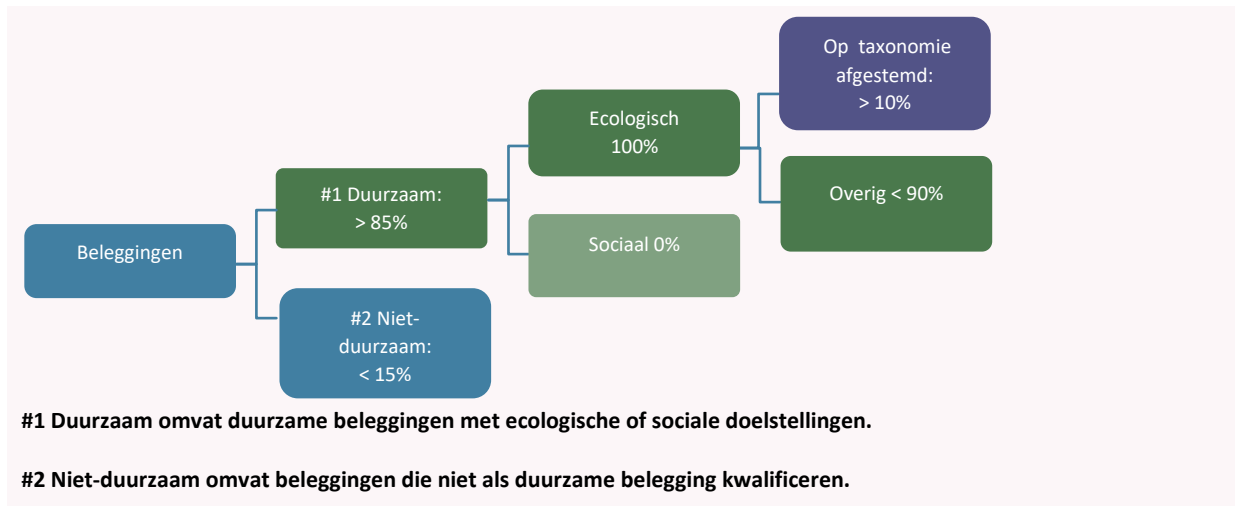 Beleggingen
#1 Duurzaam:
> 85%
#2 Niet-
duurzaam:
< 15%
Ecologisch
100%
Sociaal 0%
Op taxonomie
afgestemd:
> 10%
Overig < 90%
#1 Duurzaam omvat duurzame beleggingen met ecologische of sociale doelstellingen.
#2 Niet-duurzaam omvat beleggingen die niet als duurzame belegging kwalificeren.